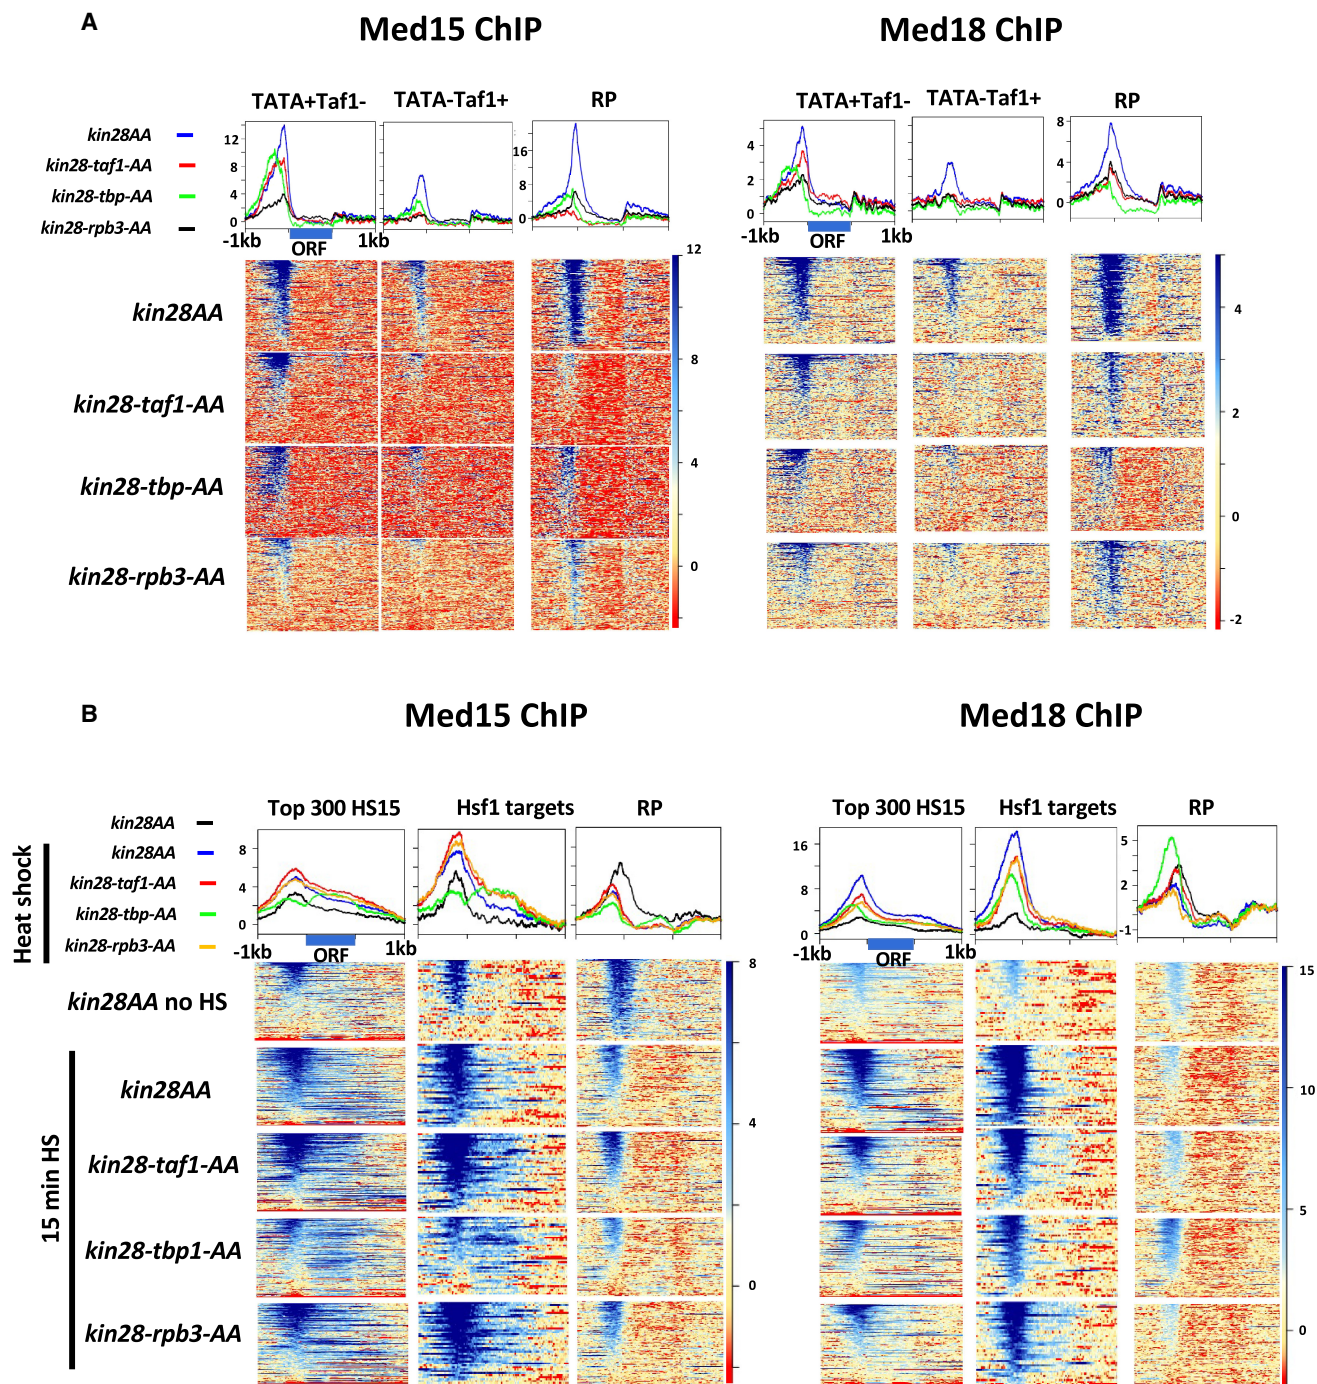 A
Med15 ChIP
Med18 ChIP
TATA+Taf1-
TATA-Taf1+
RP
TATA+Taf1-
TATA-Taf1+
RP
kin28AA
kin28-taf1-AA
kin28-tbp-AA
kin28-rpb3-AA
12
8
4
0
16
8
0
4
2
0
8
4
0
-1kb
ORF
1kb
-1kb
ORF
1kb
kin28AA
kin28-taf1-AA
kin28-tbp-AA
kin28-rpb3-AA
12
8
4
0
4
2
0
-2
B
Med15 ChIP
Med18 ChIP
Top 300 HS15
Hsf1 targets
RP
Top 300 HS15
Hsf1 targets
RP
Heat shock
kin28AA
kin28AA
kin28-taf1-AA
kin28-tbp-AA
kin28-rpb3-AA
8
4
0
16
8
0
5
2
-1
-1kb
ORF
1kb
-1kb
ORF
1kb
kin28AA no HS
15 min HS
kin28AA
kin28-taf1-AA
kin28-tbp1-AA
kin28-rpb3-AA
8
4
0
15
10
5
0